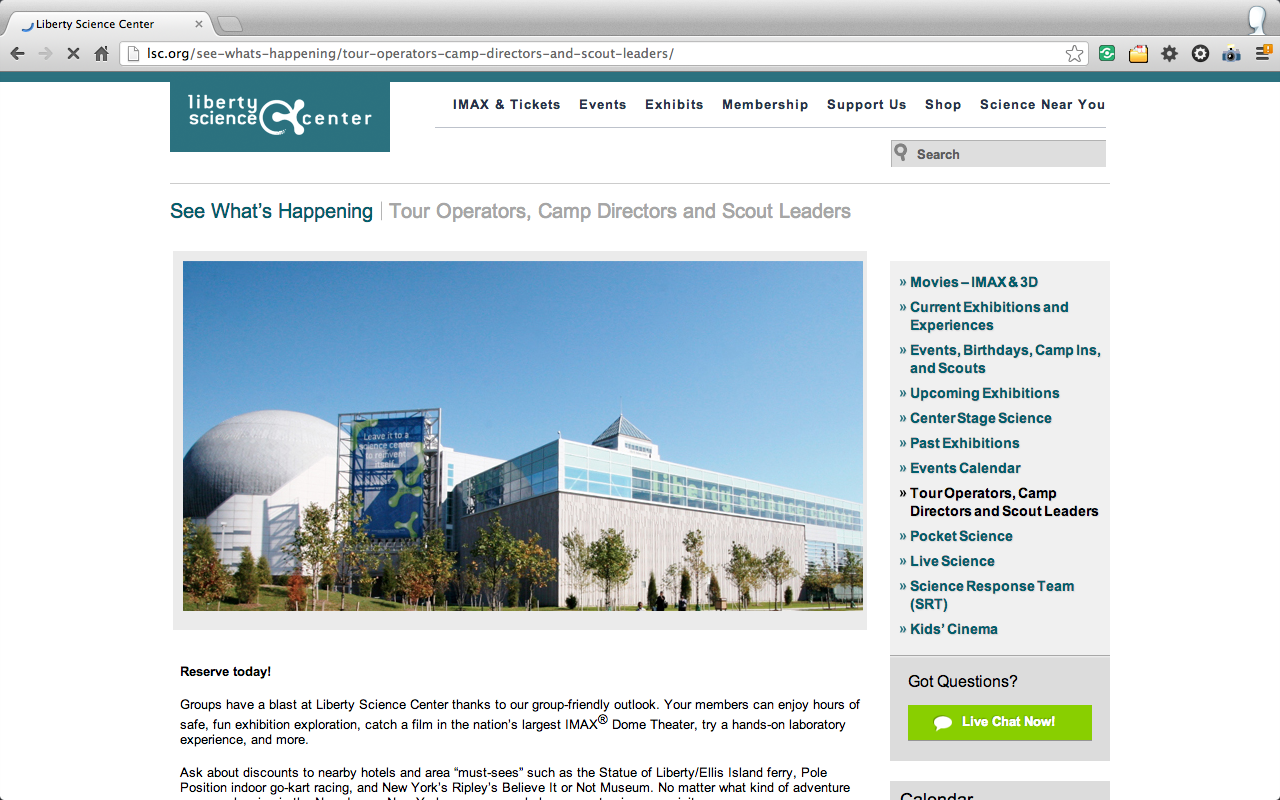 Liberty Science Center
lsc.org/see-whats-happening/tour-operators-camp-directors-and-scout-leaders/
liberty
science center
IMAX & Tickets Events Exhibits Membership Support Us Shop Science Near You
Search
See What's Happening | Tour Operators, Camp Directors and Scout Leaders
Leave it to a
science center
to reinvent
itself.
» Movies – IMAX & 3D
» Current Exhibitions and
Experiences
» Events, Birthdays, Camp Ins,
and Scouts
» Upcoming Exhibitions
» Center Stage Science
» Past Exhibitions
» Events Calendar
» Tour Operators, Camp
Directors and Scout Leaders
» Pocket Science
» Live Science
» Science Response Team
(SRT)
» Kids' Cinema
Got Questions?
Live Chat Now!
Calendar
Reserve today!
Groups have a blast at Liberty Science Center thanks to our group-friendly outlook. Your members can enjoy hours of
safe, fun exhibition exploration, catch a film in the nation's largest IMAX® Dome Theater, try a hands-on laboratory
experience, and more.
Ask about discounts to nearby hotels and area “must-sees” such as the Statue of Liberty/Ellis Island ferry, Pole
Position indoor go-kart racing, and New York's Ripley's Believe It or Not Museum. No matter what kind of adventure